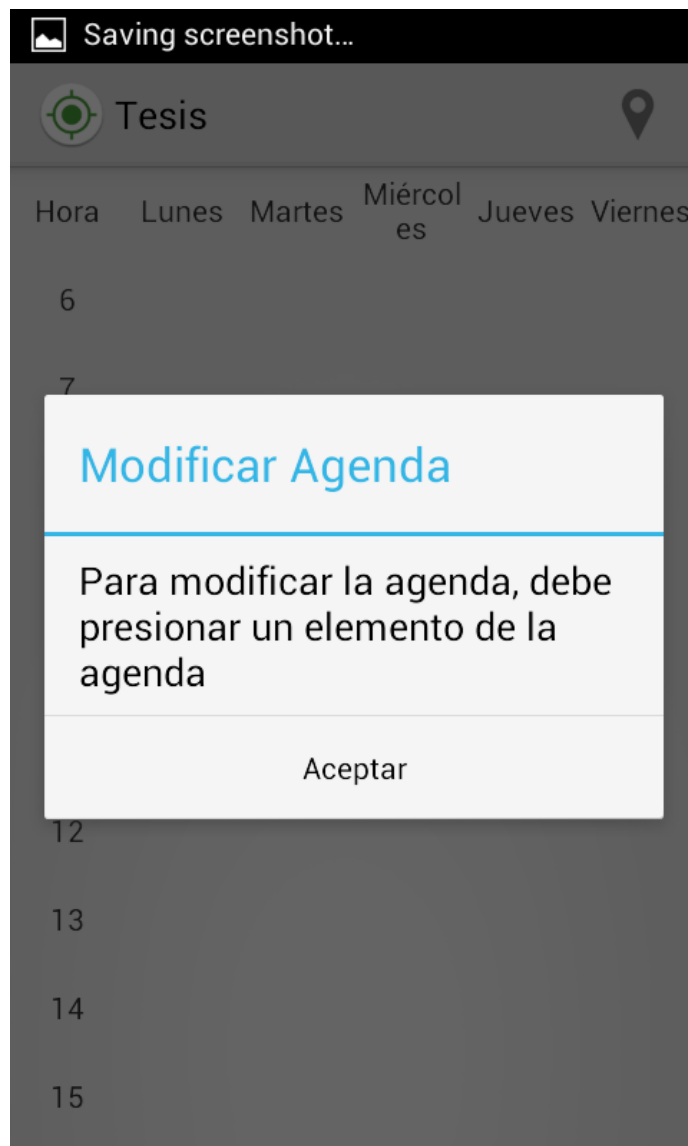 Saving screenshot...
Tesis
Hora Lunes Martes Miércol es Jueves Viernes
6
7
Modificar Agenda
Para modificar la agenda, debe
presionar un elemento de la
agenda
Aceptar
12
13
14
15